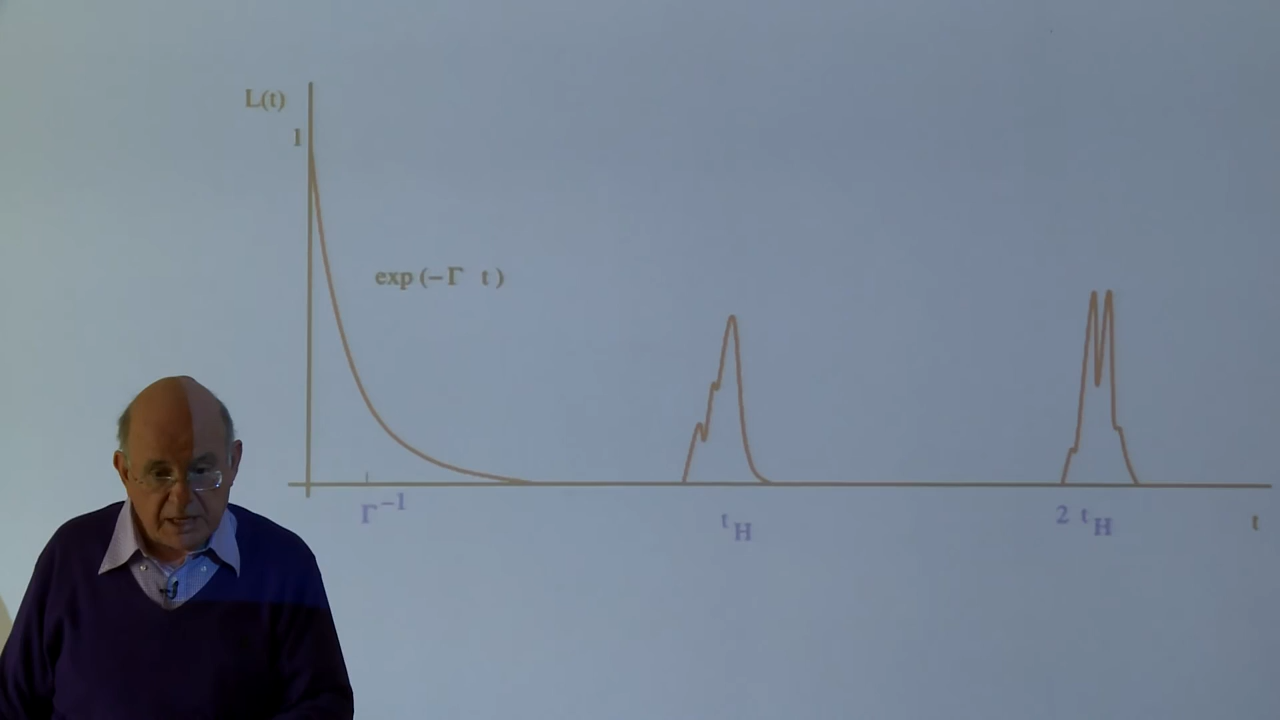 L(t)
1
exp (− Γ t )
Γ⁻¹
t_H
2 t_H
t